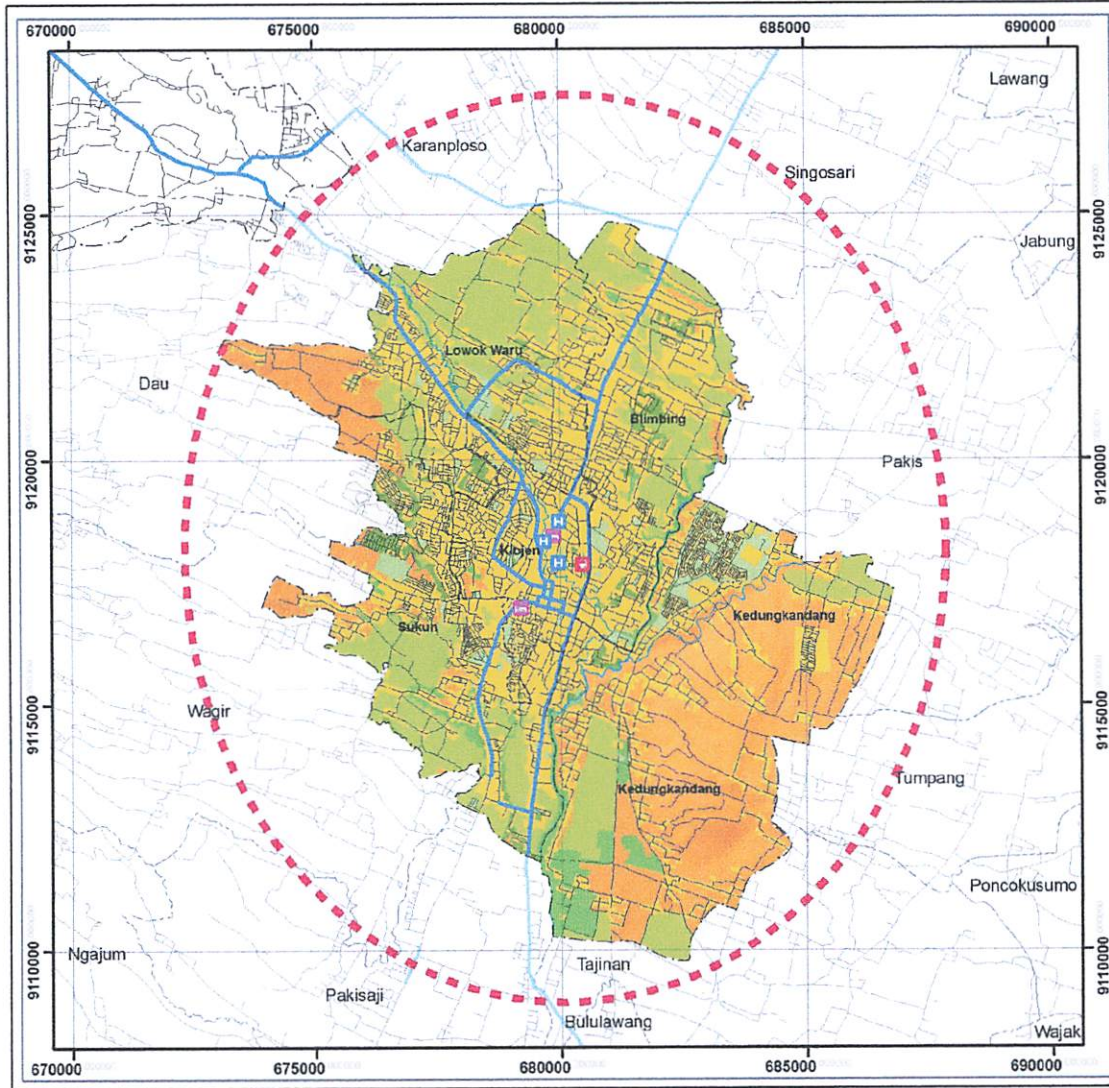 670000 675000 680000 685000 690000
Lawang
Karanploso
Singosari
9125000 9125000
Jabung
Lowok Waru
Dau
Blimbing
9120000 9120000
Pakis
H
H
Klojen
H
Kedungkandang
Sukun
9115000 9115000
Wagir
Tumpang
Kedungkandang
Poncokusumo
9110000 9110000
Ngajum
Tajinan
Pakisaji
Bululawang
Wajak
670000 675000 680000 685000 690000